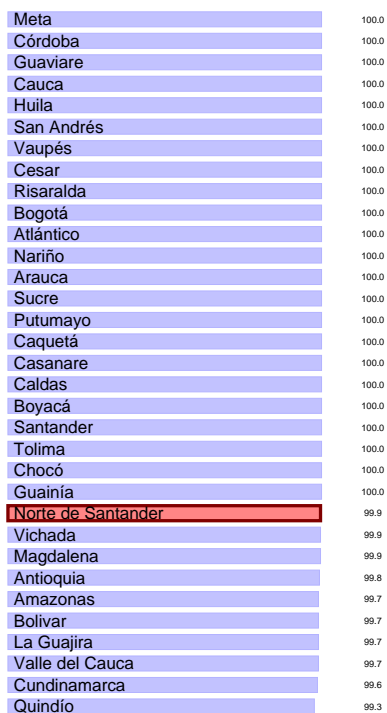 Meta 100.0
Córdoba 100.0
Guaviare 100.0
Cauca 100.0
Huila 100.0
San Andrés 100.0
Vaupés 100.0
Cesar 100.0
Risaralda 100.0
Bogotá 100.0
Atlántico 100.0
Nariño 100.0
Arauca 100.0
Sucre 100.0
Putumayo 100.0
Caquetá 100.0
Casanare 100.0
Caldas 100.0
Boyacá 100.0
Santander 100.0
Tolima 100.0
Chocó 100.0
Guainía 100.0
Norte de Santander 99.9
Vichada 99.9
Magdalena 99.9
Antioquia 99.8
Amazonas 99.7
Bolivar 99.7
La Guajira 99.7
Valle del Cauca 99.7
Cundinamarca 99.6
Quindío 99.3